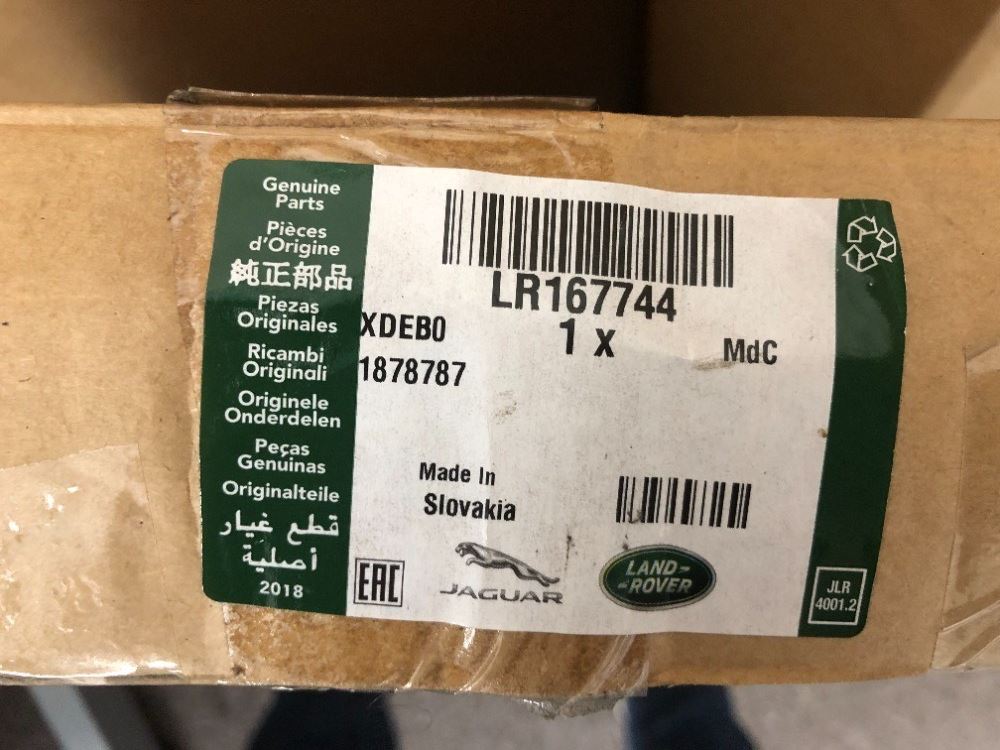 Genuine
Parts
Pièces
d'Origine
純正部品
Piezas
Originales
Ricambi
Originali
Originele
Onderdelen
Peças
Genuinas
Originalteile
قطع غيار
أصلية
2018
LR167744
XDEB0
1 x
MdC
1878787
Made In
Slovakia
EAC
JAGUAR
LAND-
-ROVER
JLR
4001.2